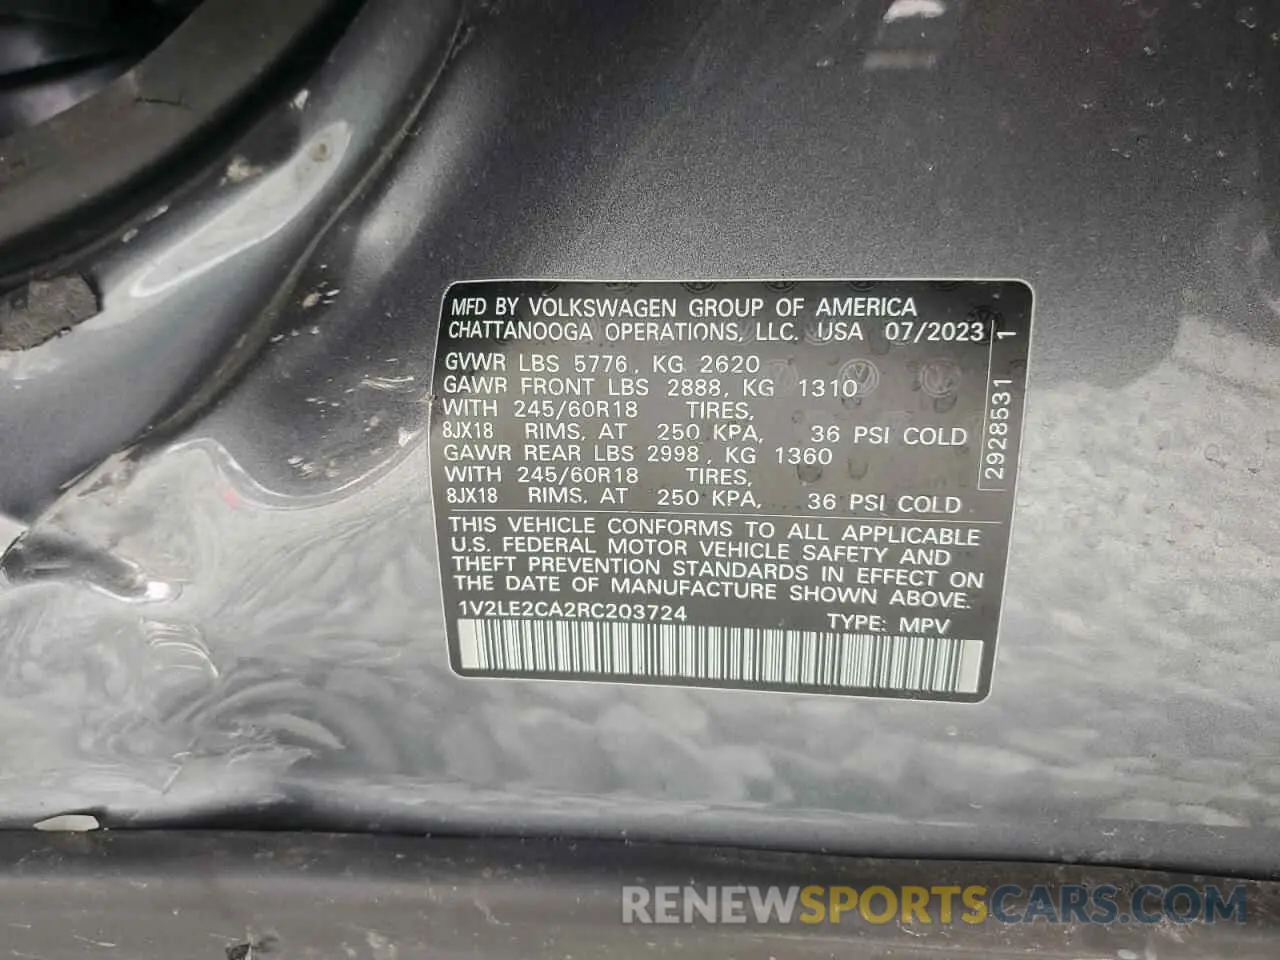 MFD BY VOLKSWAGEN GROUP OF AMERICA
CHATTANOOGA OPERATIONS, LLC. USA 07/2023 1
GVWR LBS 5776, KG 2620
GAWR FRONT LBS 2888, KG 1310
WITH 245/60R18 TIRES,
8JX18 RIMS, AT 250 KPA, 36 PSI COLD
GAWR REAR LBS 2998, KG 1360
WITH 245/60R18 TIRES,
8JX18 RIMS, AT 250 KPA, 36 PSI COLD
2928531
THIS VEHICLE CONFORMS TO ALL APPLICABLE
U.S. FEDERAL MOTOR VEHICLE SAFETY AND
THEFT PREVENTION STANDARDS IN EFFECT ON
THE DATE OF MANUFACTURE SHOWN ABOVE.
1V2LE2CA2RC203724 TYPE: MPV
RENEWSPORTSCARS.COM